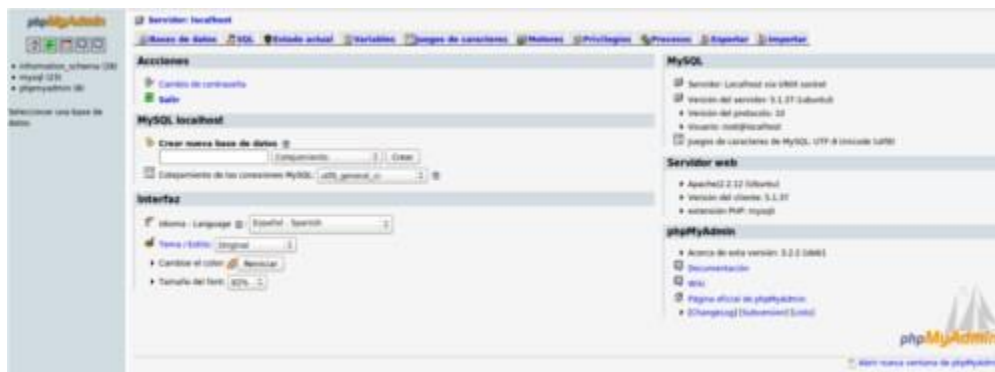 phpMyAdmin
information_schema (28)
mysql (23)
phpmyadmin (8)
Seleccionar una base de datos
Servidor: localhost
Bases de datos SQL Estado actual Variables Juegos de caracteres Motores Privilegios Procesos Exportar Importar
Acciones
Cambio de contraseña
Salir
MySQL localhost
Crear nueva base de datos
Cotejamiento Crear
Cotejamiento de las conexiones MySQL: utf8_general_ci
Interfaz
Idioma - Language Español - Spanish
Tema / Estilo: Original
Cambiar el color: Reiniciar
Tamaño del font: 82%
MySQL
Servidor: Localhost via UNIX socket
Versión del servidor: 5.1.37-1ubuntu5
Versión del protocolo: 10
Usuario: root@localhost
Juegos de caracteres de MySQL: UTF-8 Unicode (utf8)
Servidor web
Apache/2.2.12 (Ubuntu)
Versión del cliente: 5.1.37
extensión PHP: mysqli
phpMyAdmin
Acerca de esta versión: 3.2.2.1deb1
Documentación
Wiki
Página oficial de phpMyAdmin
[ChangeLog] [Subversion] [Lists]
phpMyAdmin
Abrir nueva ventana de phpMyAdmin